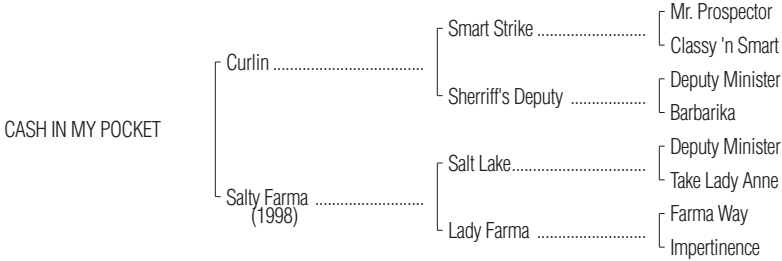 Mr. Prospector
Smart Strike ..........................
Classy 'n Smart
Curlin ....................................
Deputy Minister
Sherriff's Deputy ..................
Barbarika
CASH IN MY POCKET
Deputy Minister
Salt Lake................................
Take Lady Anne
Salty Farma ..........................
(1998)
Farma Way
Lady Farma ..........................
Impertinence